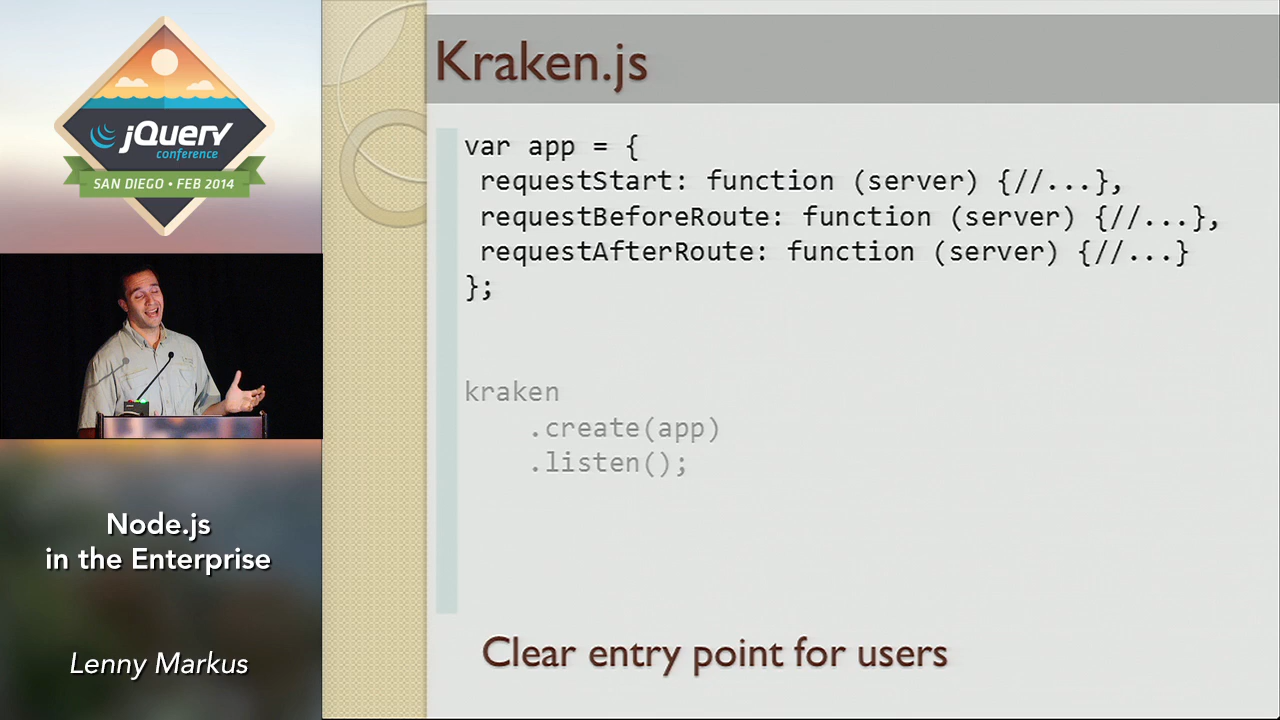 jQuery
conference
SAN DIEGO • FEB 2014
Node.js
in the Enterprise
Lenny Markus
Kraken.js
var app = {
requestStart: function (server) {//...},
requestBeforeRoute: function (server) {//...},
requestAfterRoute: function (server) {//...}
};
kraken
.create(app)
.listen();
Clear entry point for users